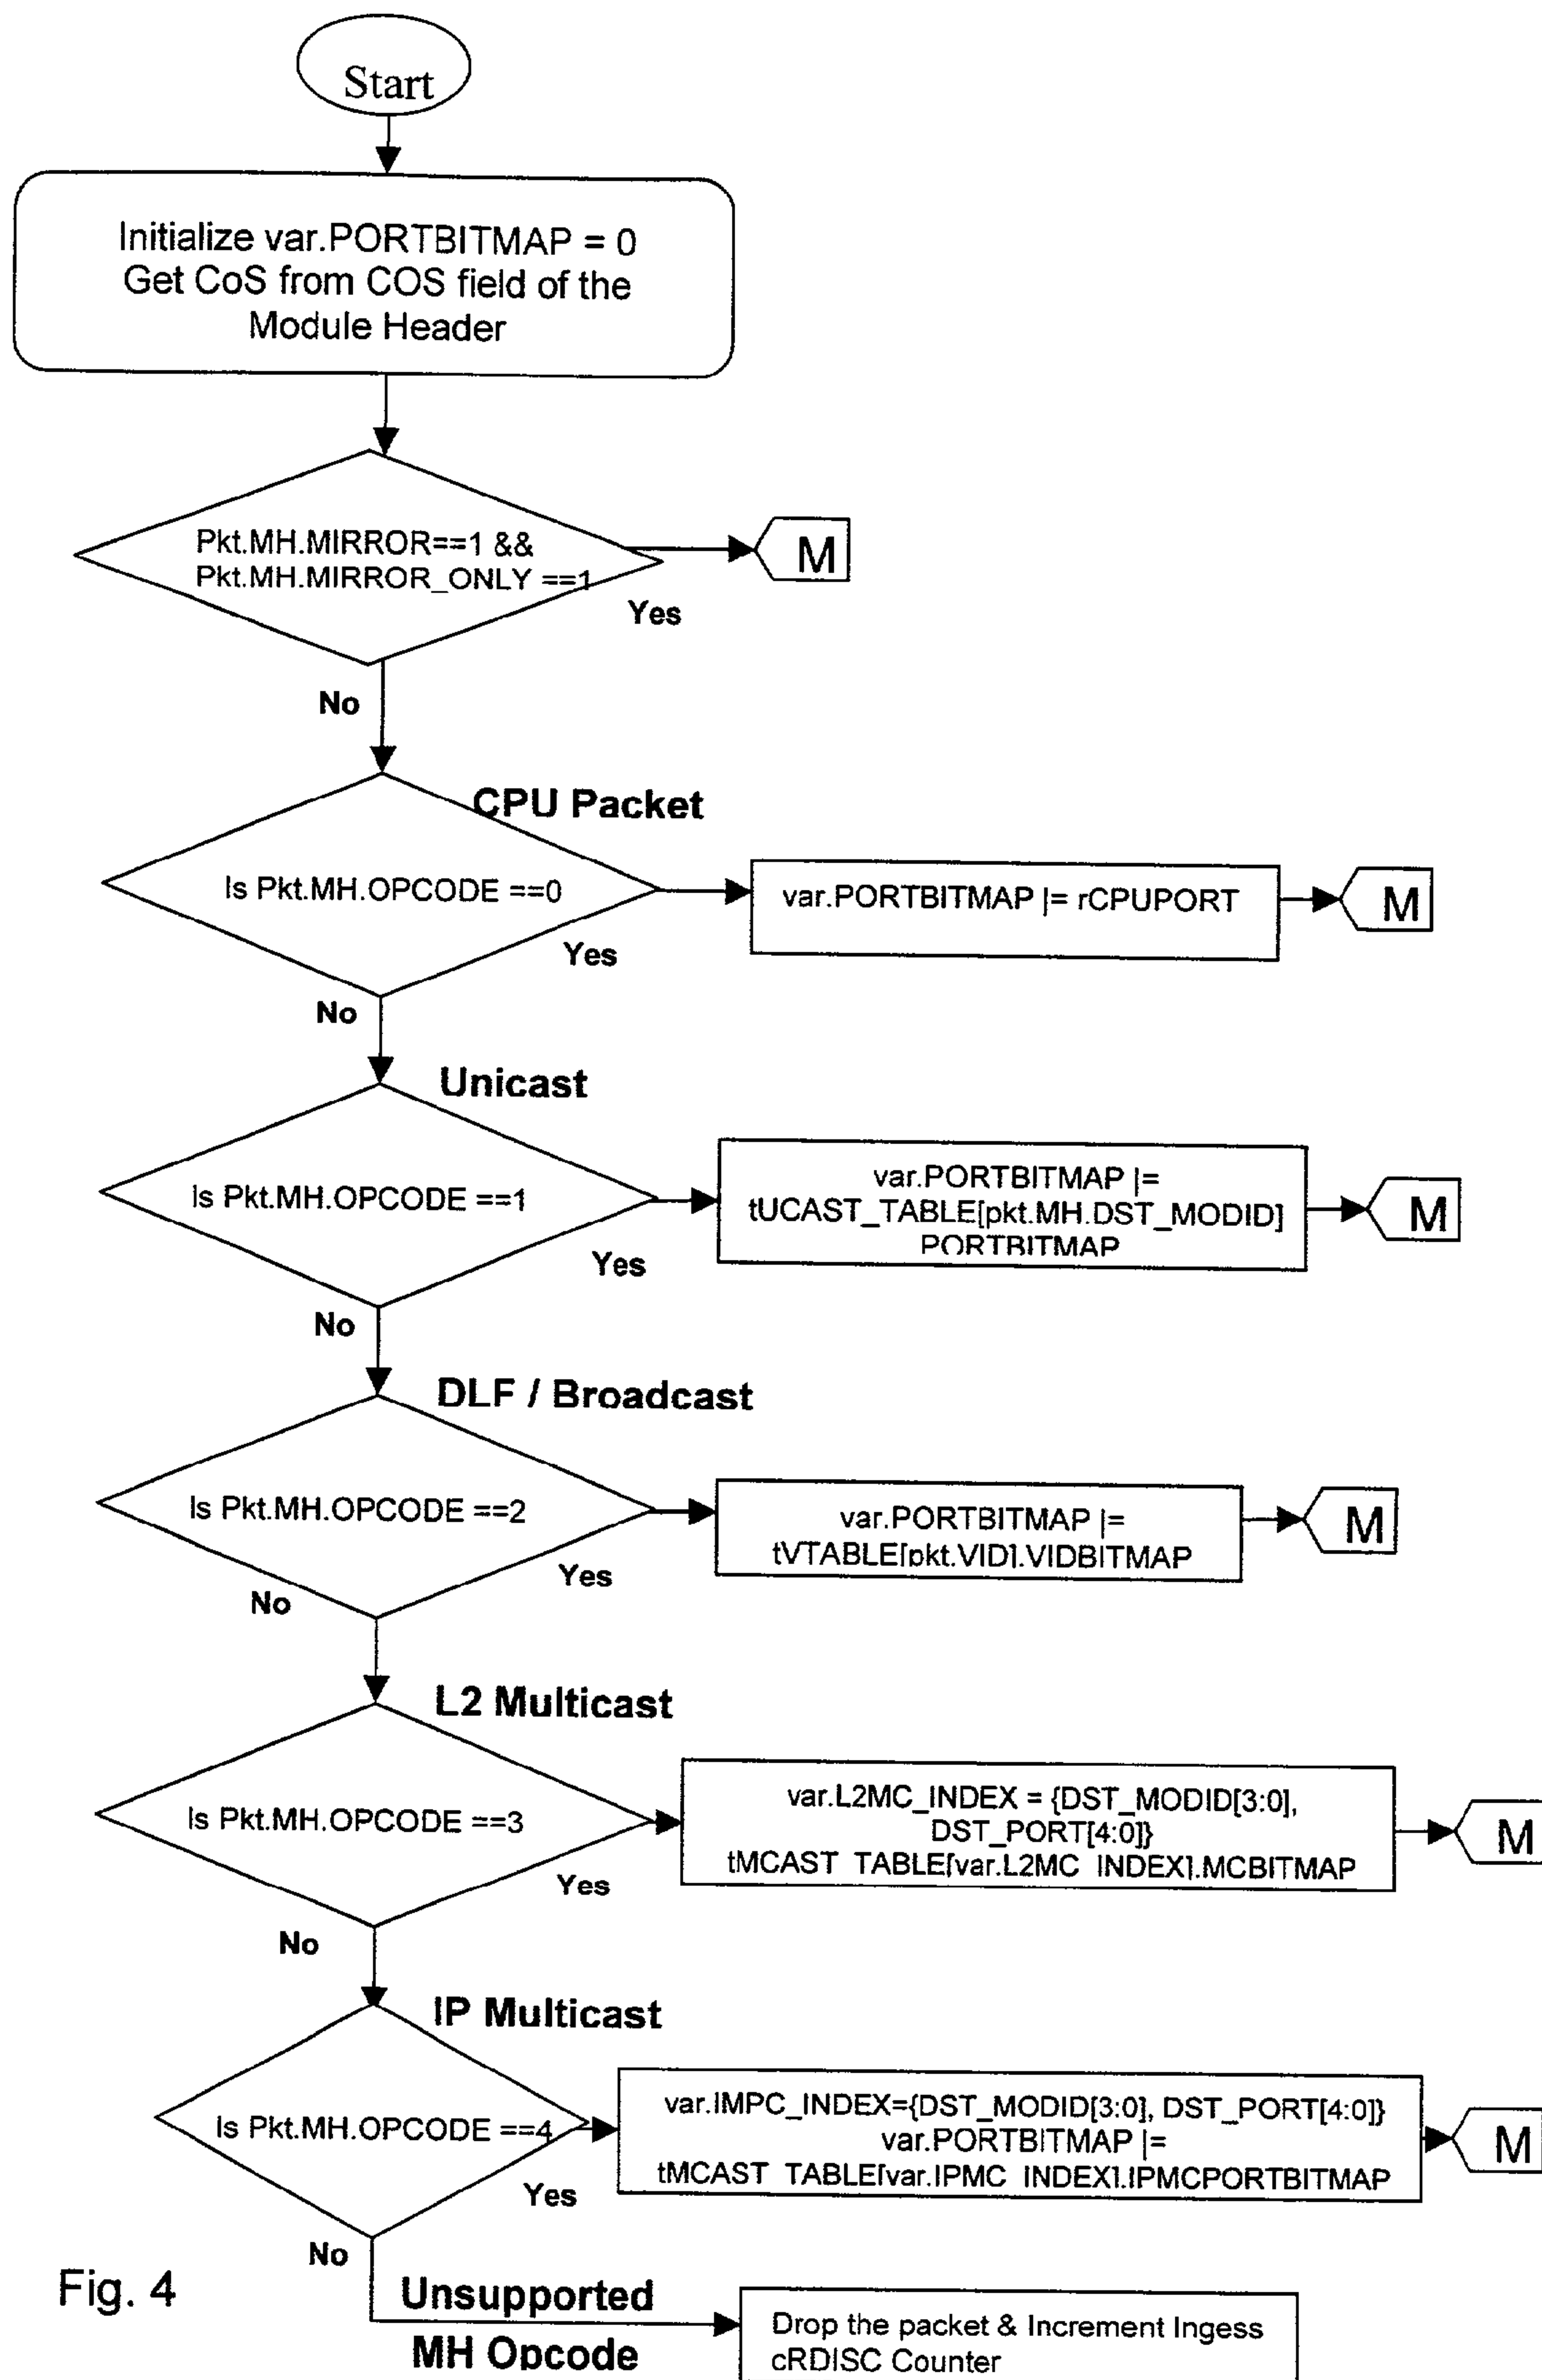 Start
Initialize var.PORTBITMAP = 0
Get CoS from COS field of the
Module Header
Pkt.MH.MIRROR==1 &&
Pkt.MH.MIRROR_ONLY ==1
M
Yes
No
CPU Packet
Is Pkt.MH.OPCODE ==0
var.PORTBITMAP |= rCPUPORT
M
Yes
No
Unicast
Is Pkt.MH.OPCODE ==1
var.PORTBITMAP |=
tUCAST_TABLE[pkt.MH.DST_MODID]
PORTBITMAP
M
Yes
No
DLF / Broadcast
Is Pkt.MH.OPCODE ==2
var.PORTBITMAP |=
tVTABLE[pkt.VID].VIDBITMAP
M
Yes
No
L2 Multicast
Is Pkt.MH.OPCODE ==3
var.L2MC_INDEX = {DST_MODID[3:0],
DST_PORT[4:0]}
tMCAST_TABLE[var.L2MC_INDEX].MCBITMAP
M
Yes
No
IP Multicast
Is Pkt.MH.OPCODE ==4
var.IMPC_INDEX={DST_MODID[3:0], DST_PORT[4:0]}
var.PORTBITMAP |=
tMCAST_TABLE[var.IPMC_INDEX].IPMCPORTBITMAP
M
Yes
No
Fig. 4
Unsupported
MH Opcode
Drop the packet & Increment Ingess
cRDISC Counter